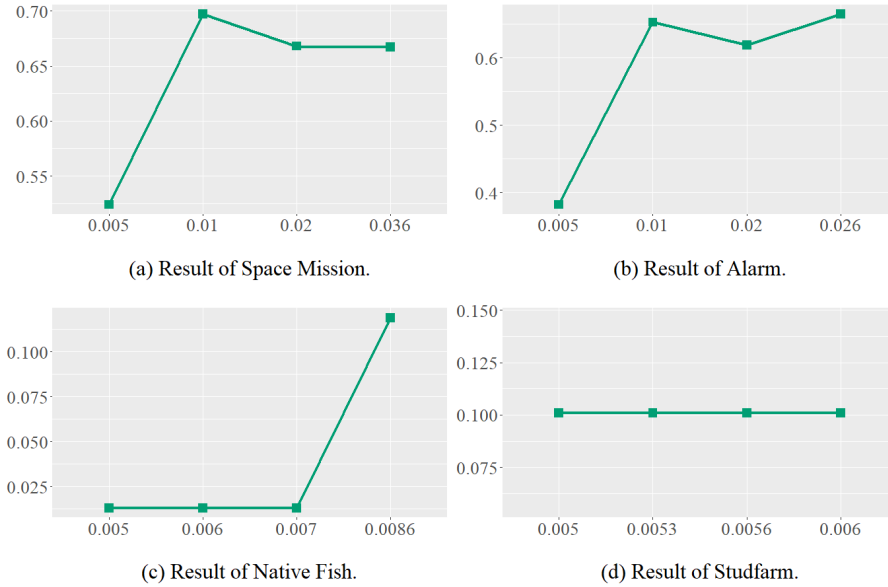 0.70
0.65
0.60
0.55
0.005 0.01 0.02 0.036
(a) Result of Space Mission.
0.6
0.5
0.4
0.005 0.01 0.02 0.026
(b) Result of Alarm.
0.100
0.075
0.050
0.025
0.005 0.006 0.007 0.0086
(c) Result of Native Fish.
0.150
0.125
0.100
0.075
0.005 0.0053 0.0056 0.006
(d) Result of Studfarm.